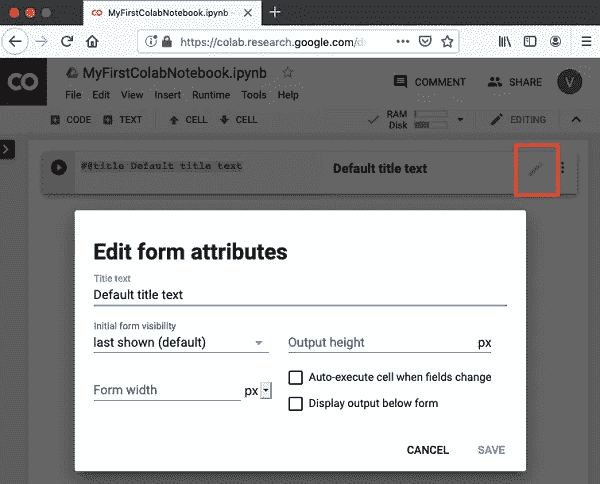 CO MyFirstColabNotebook.ipynb -
https://colab.research.google.com/d
CO
MyFirstColabNotebook.ipynb
File Edit View Insert Runtime Tools Help
COMMENT SHARE V
CODE TEXT CELL CELL
RAM
Disk
EDITING
#@title Default title text
Default title text
Edit form attributes
Title text
Default title text
Initial form visibility
last shown (default)
Output height px
Form width px
Auto-execute cell when fields change
Display output below form
CANCEL SAVE